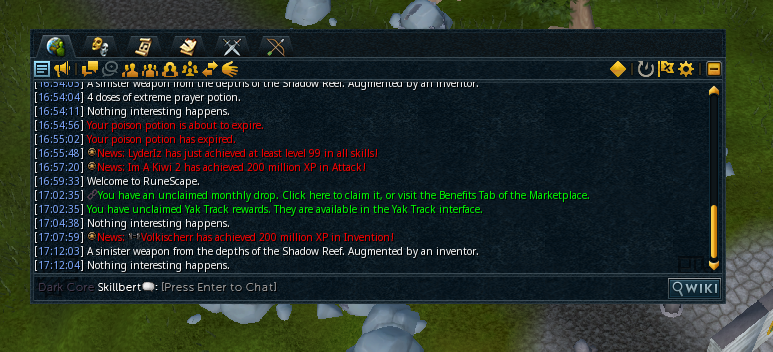 [16:54:03] A sinister weapon from the depths of the Shadow Reef. Augmented by an inventor.
[16:54:04] 4 doses of extreme prayer potion.
[16:54:11] Nothing interesting happens.
[16:54:56] Your poison potion is about to expire.
[16:55:02] Your poison potion has expired.
[16:55:48] News: Lyderlz has just achieved at least level 99 in all skills!
[16:57:20] News: Im A Kiwi 2 has achieved 200 million XP in Attack!
[16:59:33] Welcome to RuneScape.
[17:02:35] You have an unclaimed monthly drop. Click here to claim it, or visit the Benefits Tab of the Marketplace.
[17:02:35] You have unclaimed Yak Track rewards. They are available in the Yak Track interface.
[17:04:38] Nothing interesting happens.
[17:07:59] News: Volkischerr has achieved 200 million XP in Invention!
[17:12:03] A sinister weapon from the depths of the Shadow Reef. Augmented by an inventor.
[17:12:04] Nothing interesting happens.
Dark Core Skillbert: [Press Enter to Chat]
WIKI